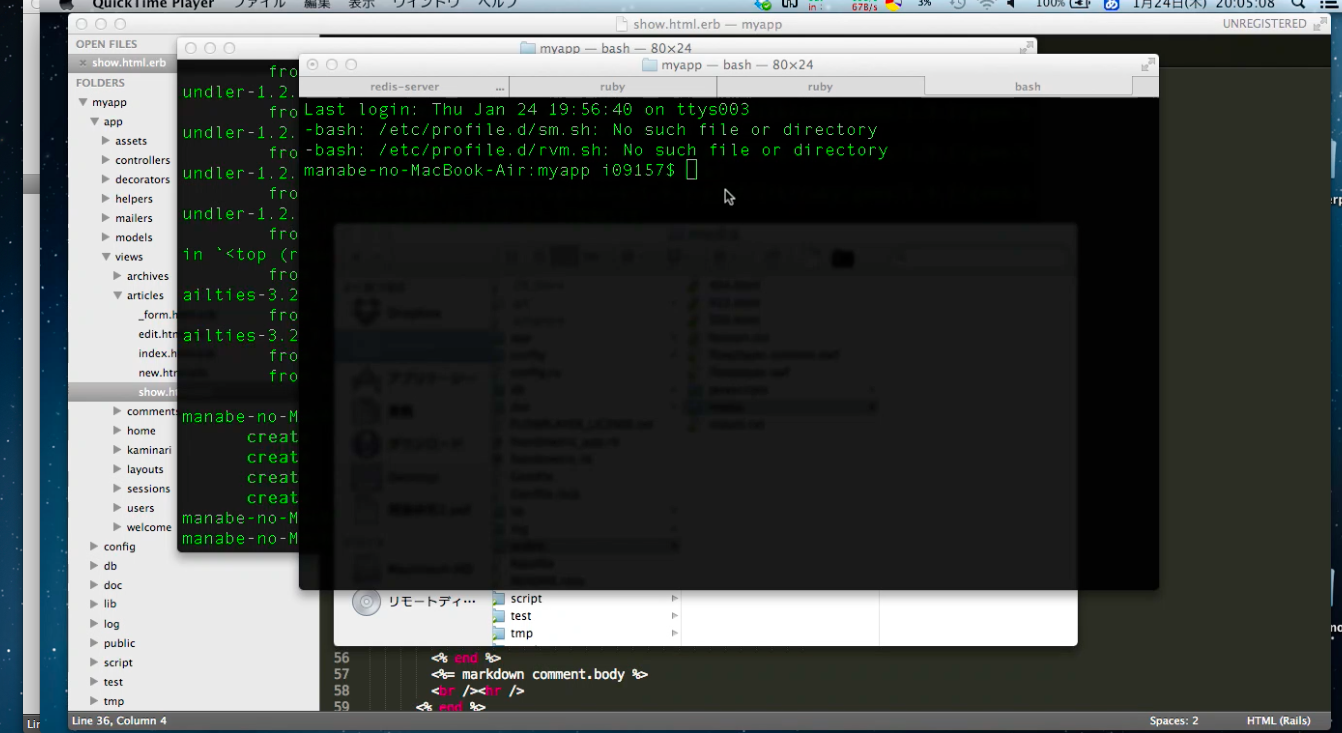 QuickTime Player ファイル 編集 表示 ウインドウ ヘルプ
in : 67B/s 3% 100% あ 1月24日(木) 20:05:08
show.html.erb — myapp
UNREGISTERED
OPEN FILES
× show.html.erb
FOLDERS
myapp
app
assets
controllers
decorators
helpers
mailers
models
views
archives
articles
_form.h
edit.htm
index.h
new.htm
show.ht
comments
home
kaminari
layouts
sessions
users
welcome
config
db
doc
lib
log
public
script
test
tmp
myapp — bash — 80×24
fro
undler-1.2.
fro
undler-1.2.
fro
undler-1.2.
fro
undler-1.2.
fro
in `<top (r
fro
ailties-3.2
fro
ailties-3.2
fro
fro
manabe-no-M
creat
creat
creat
creat
manabe-no-M
manabe-no-M
myapp — bash — 80×24
redis-server ...
ruby
ruby
bash
Last login: Thu Jan 24 19:56:40 on ttys003
-bash: /etc/profile.d/sm.sh: No such file or directory
-bash: /etc/profile.d/rvm.sh: No such file or directory
manabe-no-MacBook-Air:myapp i09157$
リモートディ…
script
test
tmp
56 <% end %>
57 <%= markdown comment.body %>
58 <br /><hr />
59 <% end %>
Line 36, Column 4
Spaces: 2
HTML (Rails)